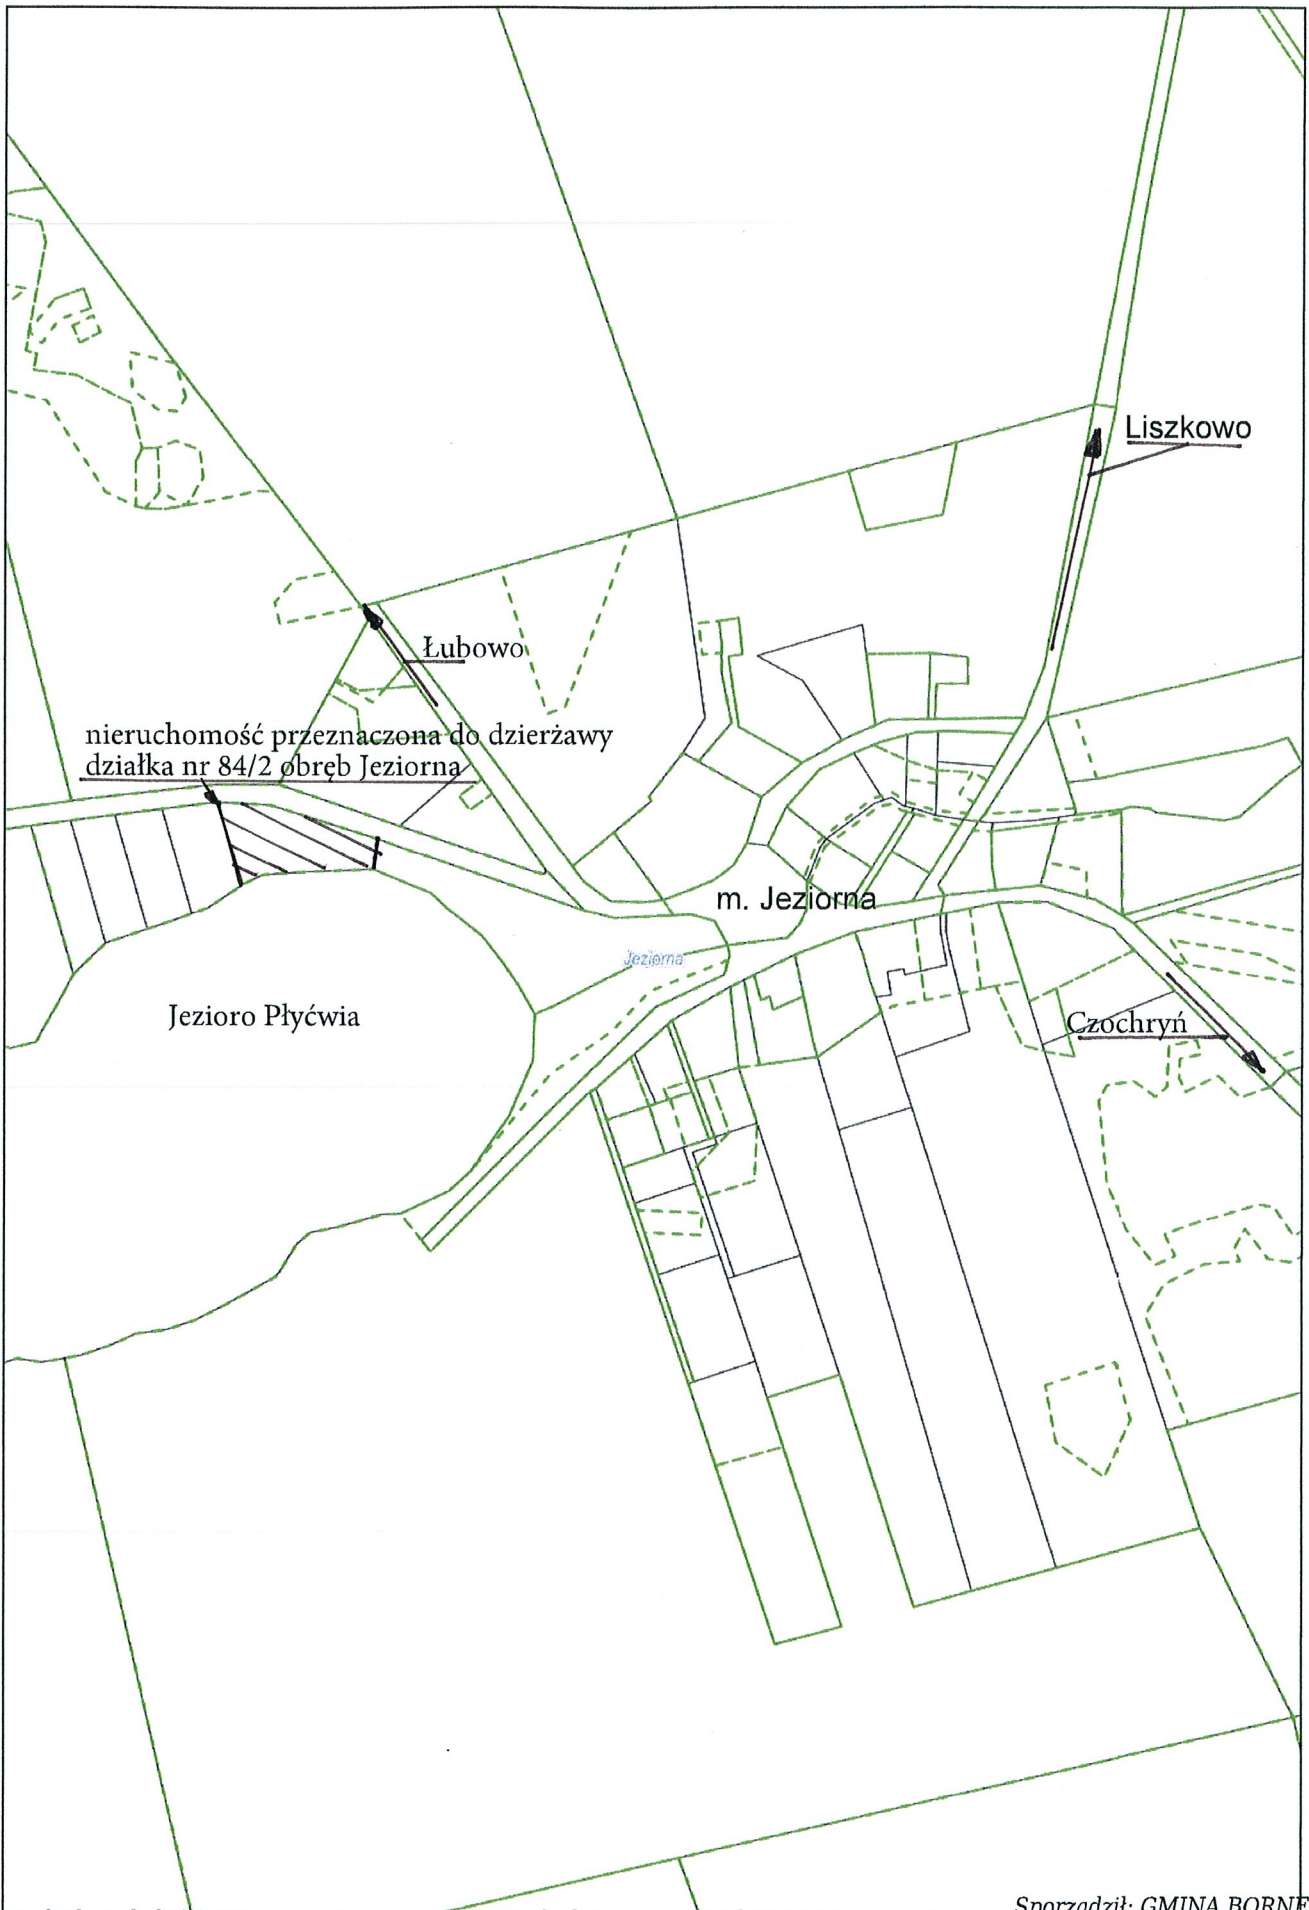 Liszkowo
Łubowo
nieruchomość przeznaczona do dzierżawy
działka nr 84/2 obręb Jeziorna
m. Jeziorna
Jeziorna
Jezioro Płyćwia
Czochryń
Sporządził: GMINA BORNE